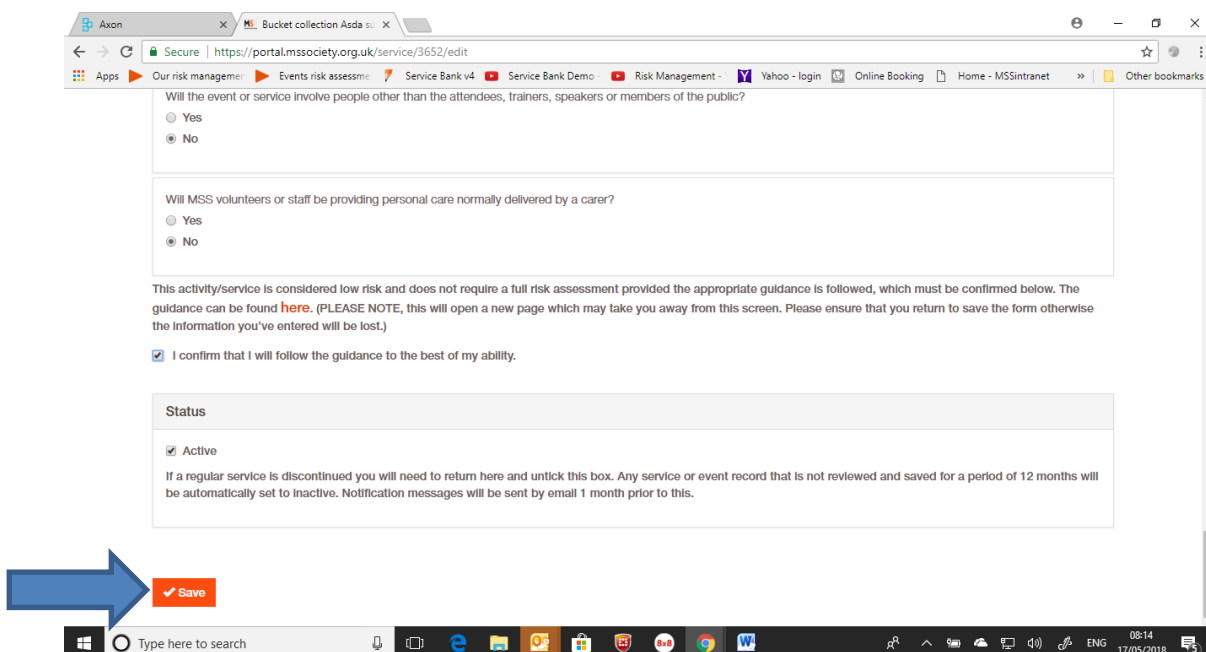 Axon
MS Bucket collection Asda su
Secure | https://portal.mssociety.org.uk/service/3652/edit
Apps Our risk managemen Events risk assessme Service Bank v4 Service Bank Demo - Risk Management - Yahoo - login Online Booking Home - MSSintranet » Other bookmarks
Will the event or service involve people other than the attendees, trainers, speakers or members of the public?
Yes
No
Will MSS volunteers or staff be providing personal care normally delivered by a carer?
Yes
No
This activity/service is considered low risk and does not require a full risk assessment provided the appropriate guidance is followed, which must be confirmed below. The
guidance can be found here. (PLEASE NOTE, this will open a new page which may take you away from this screen. Please ensure that you return to save the form otherwise
the information you've entered will be lost.)
I confirm that I will follow the guidance to the best of my ability.
Status
Active
If a regular service is discontinued you will need to return here and untick this box. Any service or event record that is not reviewed and saved for a period of 12 months will
be automatically set to inactive. Notification messages will be sent by email 1 month prior to this.
Save
Type here to search
8x8
ENG
08:14
17/05/2018
5